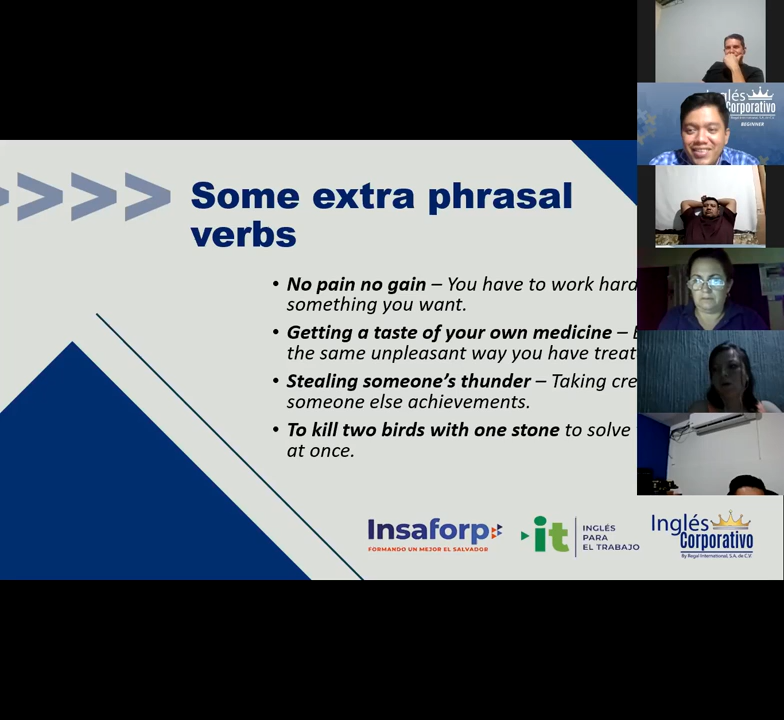 Some extra phrasal
verbs
• No pain no gain – You have to work hard
something you want.
• Getting a taste of your own medicine –
the same unpleasant way you have treat
• Stealing someone's thunder – Taking cre
someone else achievements.
• To kill two birds with one stone to solve
at once.
Insaforp
FORMANDO UN MEJOR EL SALVADOR
it
INGLÉS
PARA
EL TRABAJO
Inglés
Corporativo
By Regal International, S.A. de C.V.
glés
Corporativo
BEGINNER